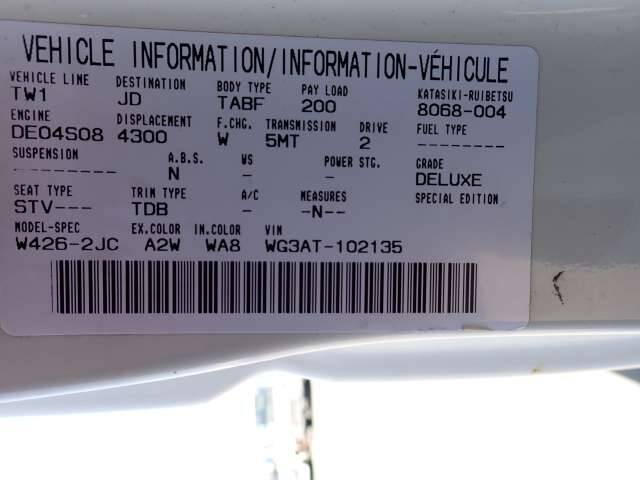 VEHICLE INFORMATION/INFORMATION-VÉHICULE
VEHICLE LINE DESTINATION BODY TYPE PAY LOAD KATASIKI-RUIBETSU
TW1 JD TABF 200 8068-004
ENGINE DISPLACEMENT F.CHG. TRANSMISSION DRIVE FUEL TYPE
DE04S08 4300 W 5MT 2 --------
SUSPENSION A.B.S. WS POWER STG. GRADE
-------- N - - DELUXE
SEAT TYPE TRIM TYPE A/C MEASURES SPECIAL EDITION
STV--- TDB - -N--
MODEL-SPEC EX.COLOR IN.COLOR VIN
W426-2JC A2W WA8 WG3AT-102135